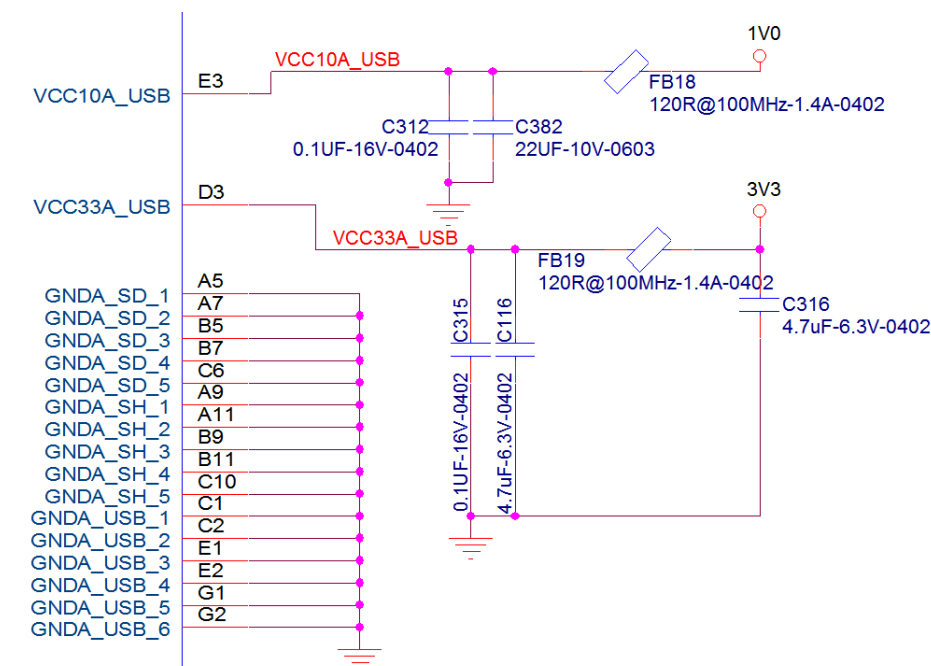 1V0
VCC10A_USB
E3
VCC10A_USB
FB18
120R@100MHz-1.4A-0402
C312
C382
0.1UF-16V-0402
22UF-10V-0603
D3
VCC33A_USB
3V3
VCC33A_USB
FB19
120R@100MHz-1.4A-0402
C315
0.1UF-16V-0402
C116
4.7uF-6.3V-0402
C316
4.7uF-6.3V-0402
A5
GNDA_SD_1
A7
GNDA_SD_2
B5
GNDA_SD_3
B7
GNDA_SD_4
C6
GNDA_SD_5
A9
GNDA_SH_1
A11
GNDA_SH_2
B9
GNDA_SH_3
B11
GNDA_SH_4
C10
GNDA_SH_5
C1
GNDA_USB_1
C2
GNDA_USB_2
E1
GNDA_USB_3
E2
GNDA_USB_4
G1
GNDA_USB_5
G2
GNDA_USB_6